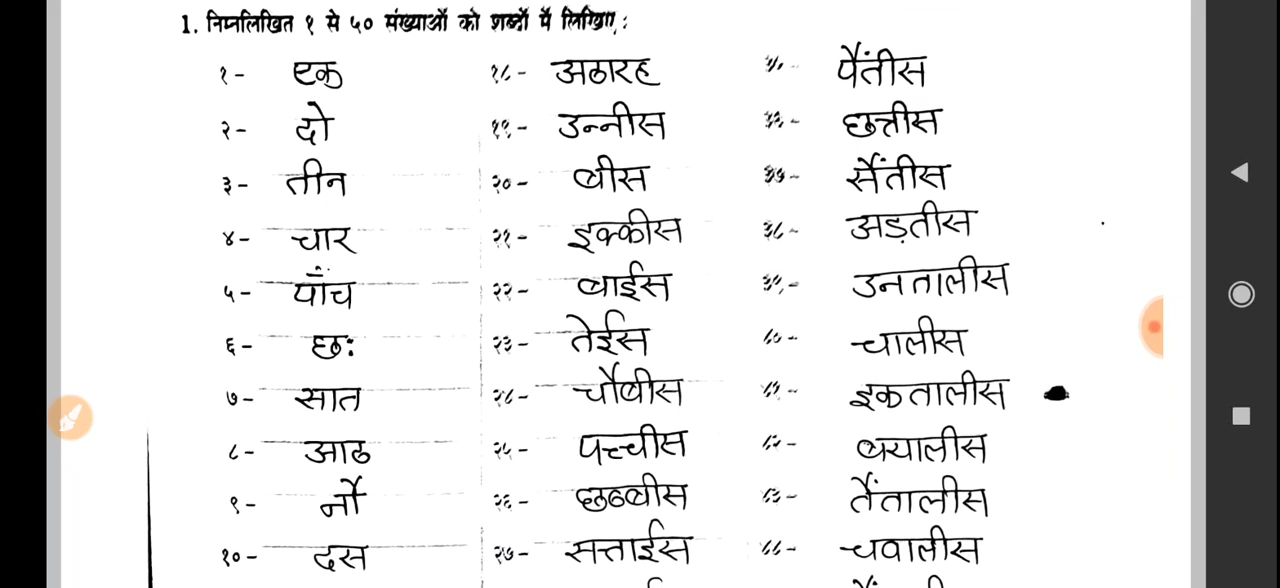 1. निम्नलिखित १ से ५० संख्याओं को शब्दों में लिखिए:
१- एक
२- दो
३- तीन
४- चार
५- पाँच
६- छः
७- सात
८- आठ
९- नौ
१०- दस
१८- अठारह
१९- उन्नीस
२०- बीस
२१- इक्कीस
२२- बाईस
२३- तेईस
२४- चौबीस
२५- पच्चीस
२६- छब्बीस
२७- सत्ताईस
पैंतीस
३६- छत्तीस
३७- सैंतीस
३८- अड़तीस
३९- उनतालीस
४०- चालीस
४१- इकतालीस
४२- बयालीस
४३- तैंतालीस
४४- चवालीस